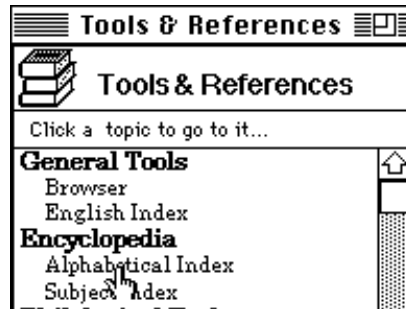 Tools & References
Tools & References
Click a topic to go to it...
General Tools
Browser
English Index
Encyclopedia
Alphabetical Index
Subject Index